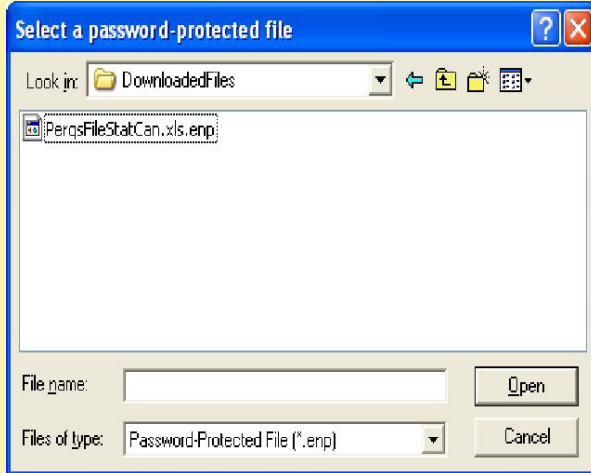 Select a password-protected file
Look in: DownloadedFiles
PerqsFileStatCan.xls.enp
File name:
Open
Files of type: Password-Protected File (*.enp)
Cancel